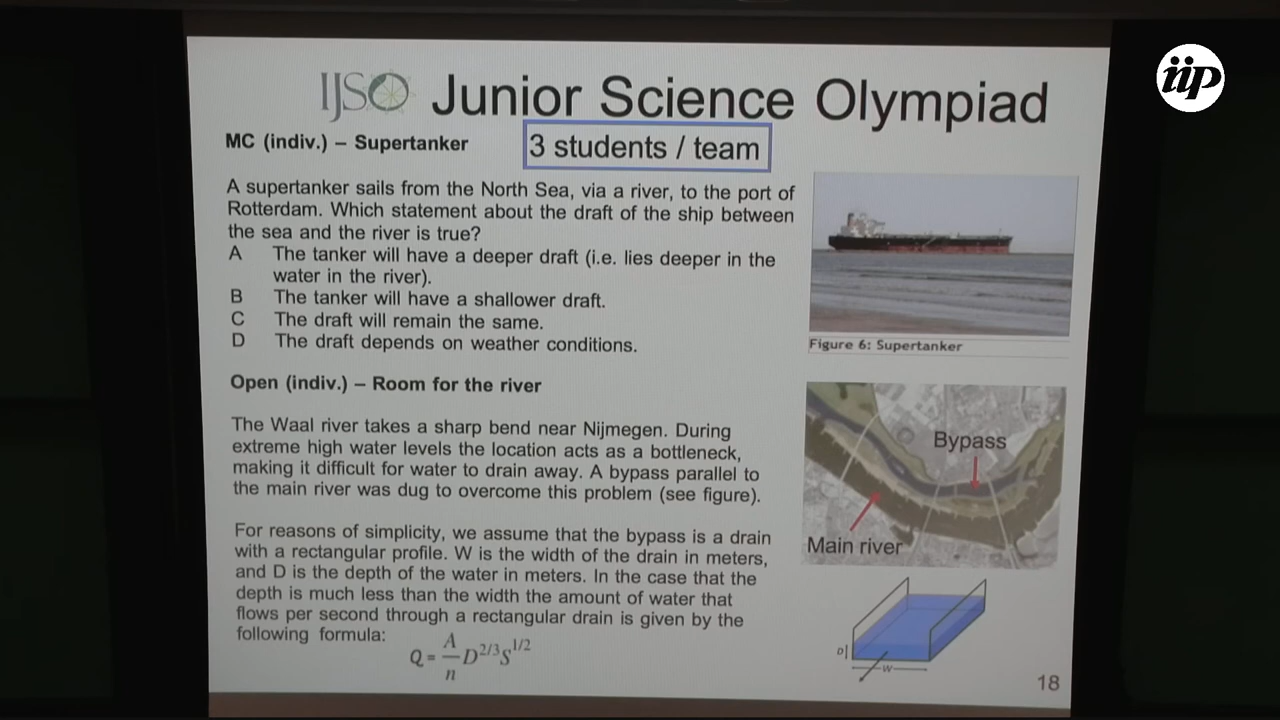 IJSO Junior Science Olympiad
MC (indiv.) – Supertanker
3 students / team
A supertanker sails from the North Sea, via a river, to the port of
Rotterdam. Which statement about the draft of the ship between
the sea and the river is true?
A The tanker will have a deeper draft (i.e. lies deeper in the
water in the river).
B The tanker will have a shallower draft.
C The draft will remain the same.
D The draft depends on weather conditions.
Figure 6: Supertanker
Open (indiv.) – Room for the river
The Waal river takes a sharp bend near Nijmegen. During
extreme high water levels the location acts as a bottleneck,
making it difficult for water to drain away. A bypass parallel to
the main river was dug to overcome this problem (see figure).
Bypass
Main river
For reasons of simplicity, we assume that the bypass is a drain
with a rectangular profile. W is the width of the drain in meters,
and D is the depth of the water in meters. In the case that the
depth is much less than the width the amount of water that
flows per second through a rectangular drain is given by the
following formula:
Q = A/n D^2/3 S^1/2
D
W
18
iip